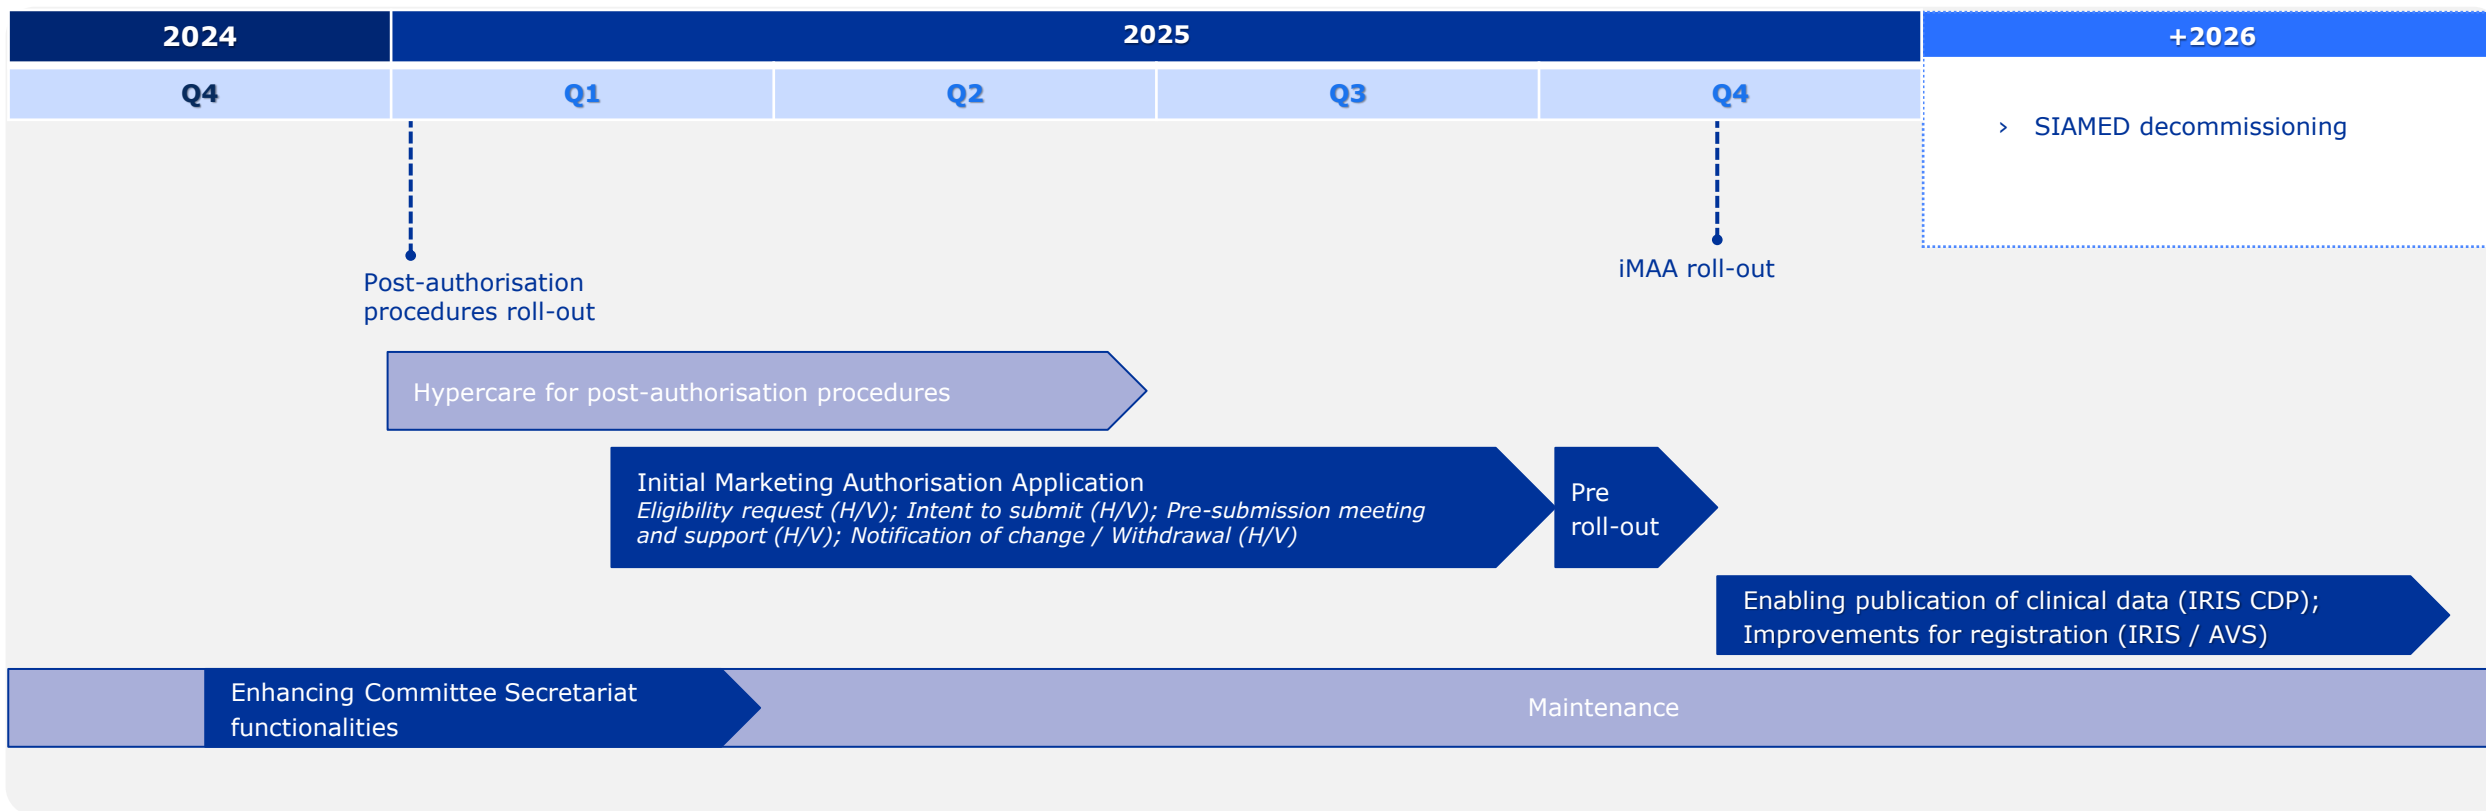 2024
2025
+2026
Q4
Q1
Q2
Q3
Q4
› SIAMED decommissioning
Post-authorisation
procedures roll-out
iMAA roll-out
Hypercare for post-authorisation procedures
Initial Marketing Authorisation Application
Eligibility request (H/V); Intent to submit (H/V); Pre-submission meeting
and support (H/V); Notification of change / Withdrawal (H/V)
Pre
roll-out
Enabling publication of clinical data (IRIS CDP);
Improvements for registration (IRIS / AVS)
Enhancing Committee Secretariat
functionalities
Maintenance